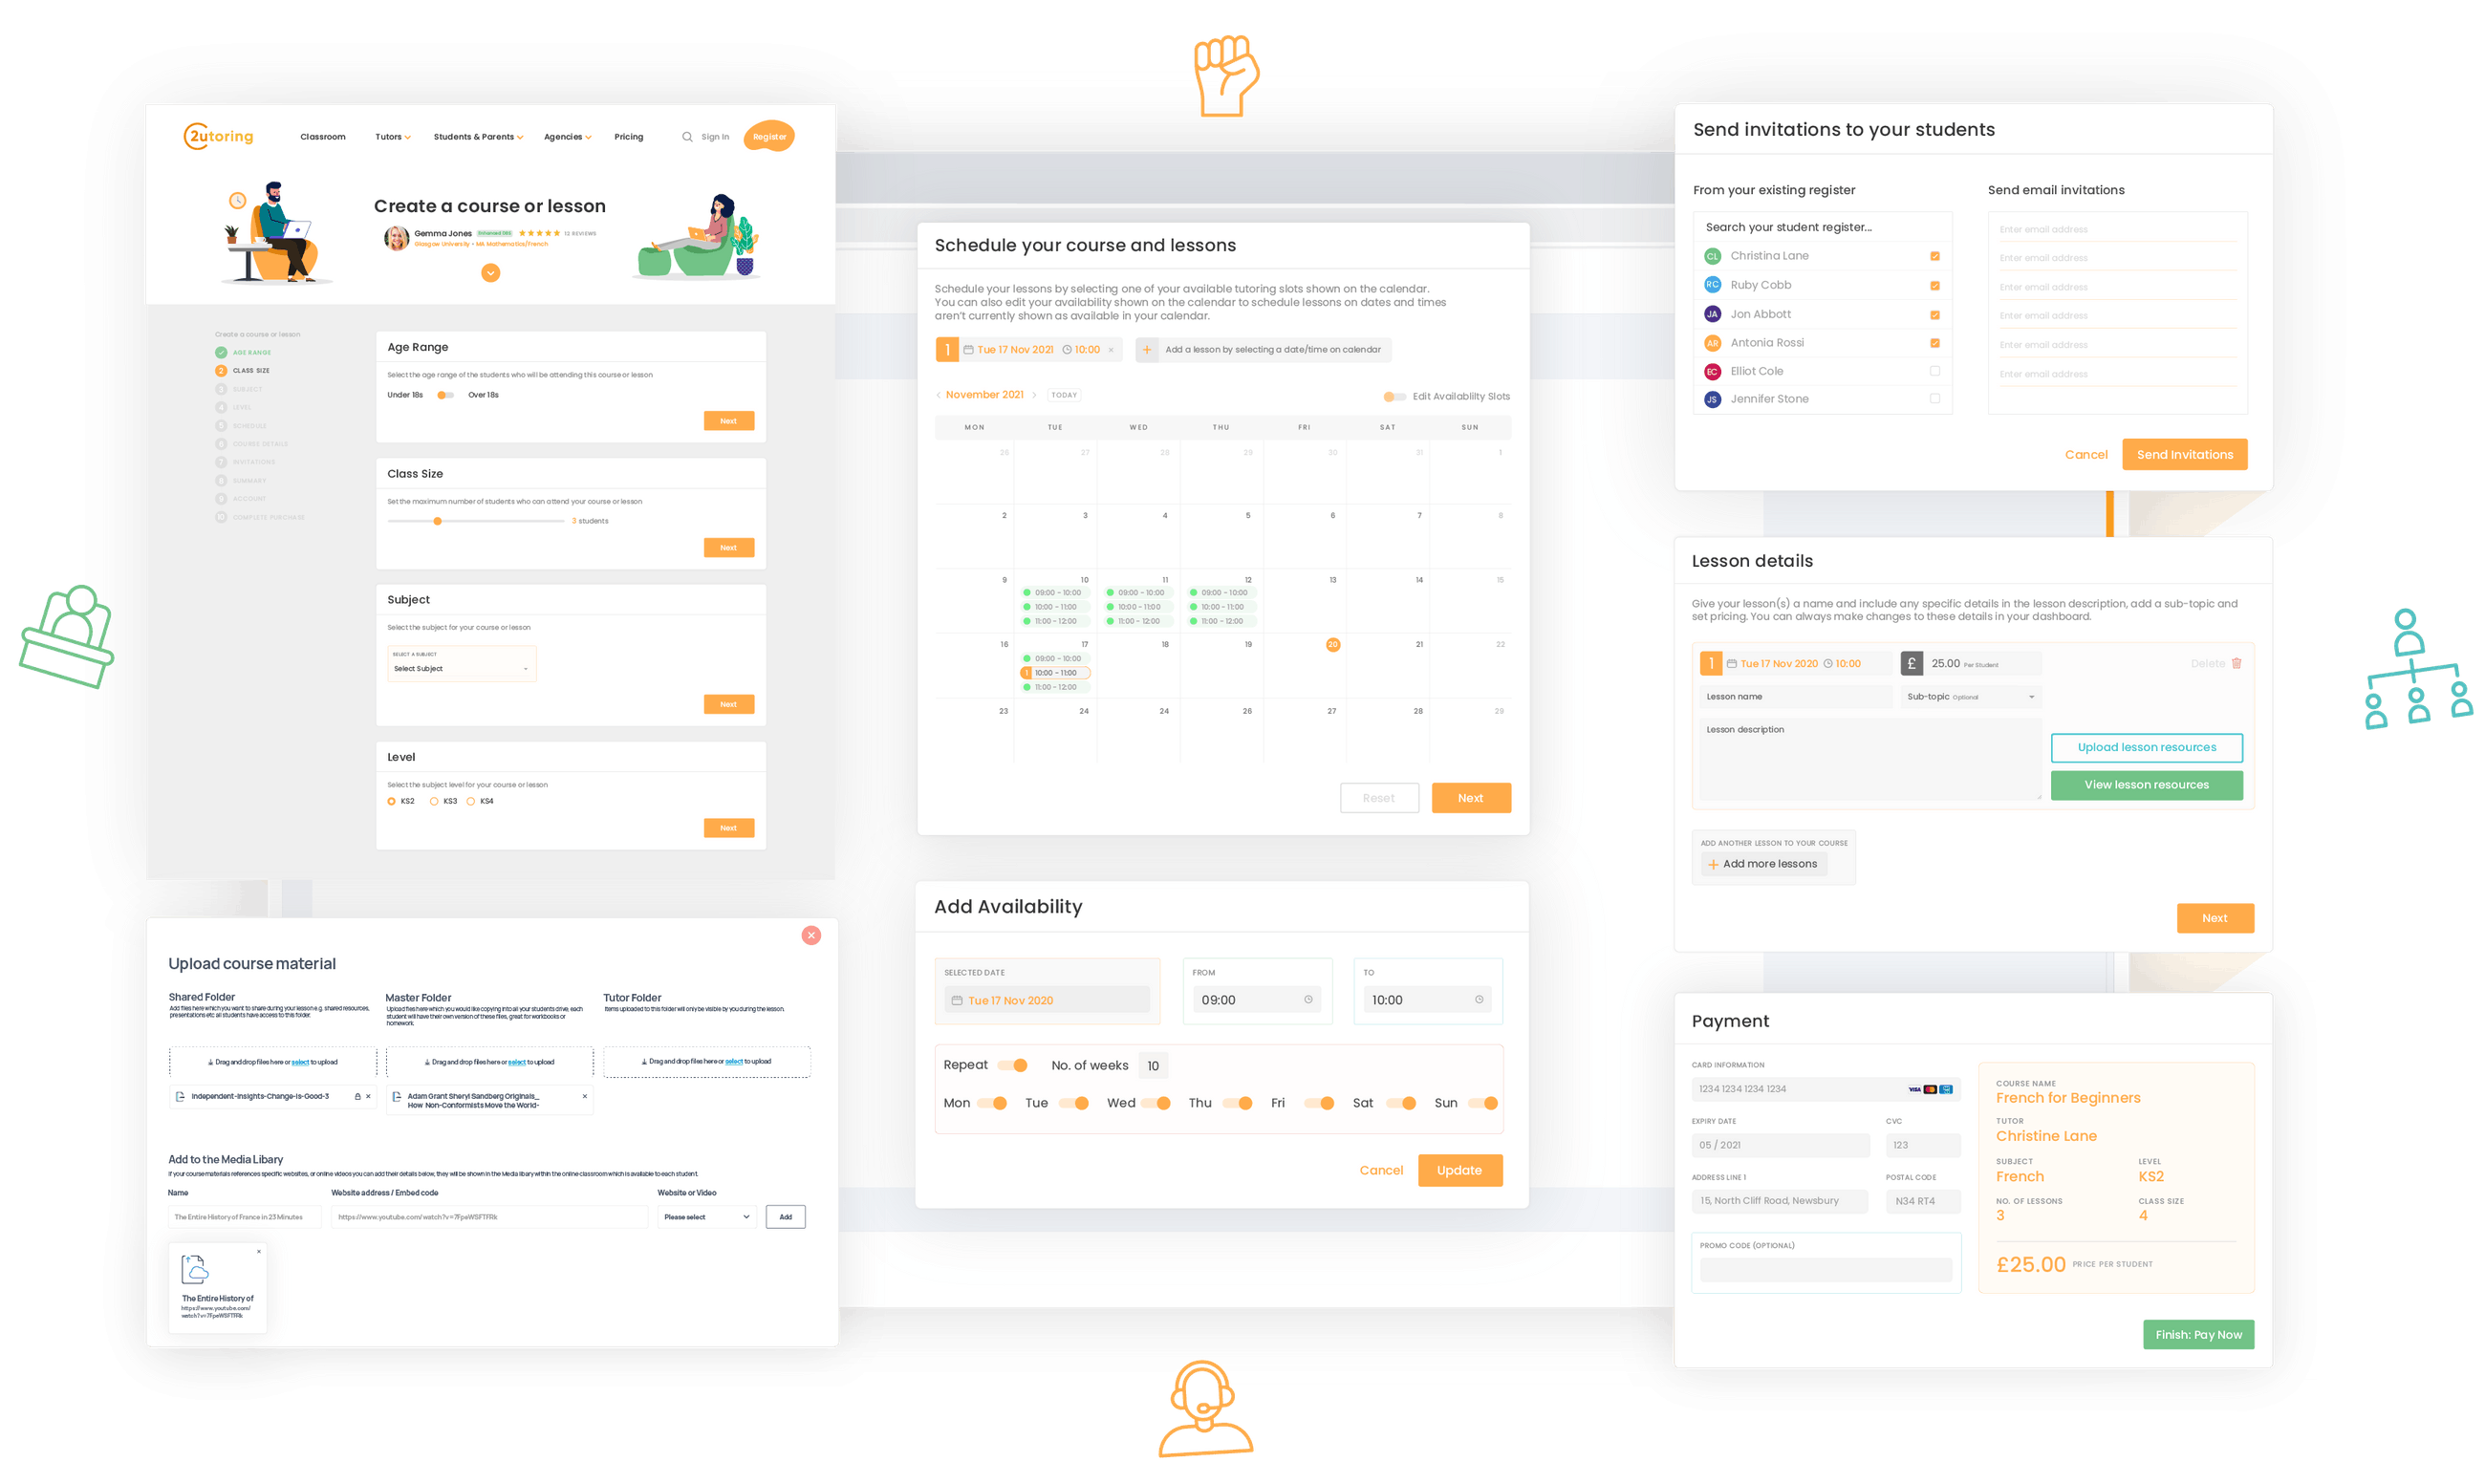 2utoring
Classroom
Tutors
Students & Parents
Agencies
Pricing
Sign In
Register
Create a course or lesson
Gemma Jones
Enhanced DBS
12 REVIEWS
Glasgow University • MA Mathematics/French
Create a course or lesson
AGE RANGE
2 CLASS SIZE
3 SUBJECT
4 LEVEL
5 SCHEDULE
6 COURSE DETAILS
7 INVITATIONS
8 SUMMARY
9 ACCOUNT
10 COMPLETE PURCHASE
Age Range
Select the age range of the students who will be attending this course or lesson
Under 18s
Over 18s
Next
Class Size
Set the maximum number of students who can attend your course or lesson
3 students
Next
Subject
Select the subject for your course or lesson
SELECT A SUBJECT
Select Subject
Next
Level
Select the subject level for your course or lesson
KS2
KS3
KS4
Next
Upload course material
Shared Folder
Add files here which you want to share during your lesson e.g. shared resources,
presentations etc all students have access to this folder.
Drag and drop files here or select to upload
Independent-Insights-Change-Is-Good-3
Master Folder
Upload files here which you would like copying into all your students drive, each
student will have their own version of these files, great for workbooks or
homework.
Drag and drop files here or select to upload
Adam Grant Sheryl Sandberg Originals_
How Non-Conformists Move the World-
Tutor Folder
Items uploaded to this folder will only be visible by you during the lesson.
Drag and drop files here or select to upload
Add to the Media Libary
If your course materials references specific websites, or online videos you can add their details below, they will be shown in the Media libary within the online classroom which is available to each student.
Name
Website address / Embed code
Website or Video
The Entire History of France in 23 Minutes
https://www.youtube.com/watch?v=7FpeWSFTFRk
Please select
Add
The Entire History of
https://www.youtube.com/
watch?v=7FpeWSFTFRk
Schedule your course and lessons
Schedule your lessons by selecting one of your available tutoring slots shown on the calendar.
You can also edit your availability shown on the calendar to schedule lessons on dates and times
aren't currently shown as available in your calendar.
1 Tue 17 Nov 2021 10:00 ×
+ Add a lesson by selecting a date/time on calendar
November 2021
TODAY
Edit Availablilty Slots
MON TUE WED THU FRI SAT SUN
26 27 28 29 30 31 1
2 3 4 5 6 7 8
9 10 11 12 13 14 15
09:00 - 10:00 09:00 - 10:00 09:00 - 10:00
10:00 - 11:00 10:00 - 11:00 10:00 - 11:00
11:00 - 12:00 11:00 - 12:00 11:00 - 12:00
16 17 18 19 20 21 22
09:00 - 10:00
1 10:00 - 11:00
11:00 - 12:00
23 24 24 26 27 28 29
Reset
Next
Add Availability
SELECTED DATE
Tue 17 Nov 2020
FROM
09:00
TO
10:00
Repeat
No. of weeks 10
Mon Tue Wed Thu Fri Sat Sun
Cancel
Update
Send invitations to your students
From your existing register
Search your student register...
CL Christina Lane
RC Ruby Cobb
JA Jon Abbott
AR Antonia Rossi
EC Elliot Cole
JS Jennifer Stone
Send email invitations
Enter email address
Enter email address
Enter email address
Enter email address
Enter email address
Enter email address
Cancel
Send Invitations
Lesson details
Give your lesson(s) a name and include any specific details in the lesson description, add a sub-topic and
set pricing. You can always make changes to these details in your dashboard.
1 Tue 17 Nov 2020 10:00
£ 25.00 Per Student
Delete
Lesson name
Sub-topic Optional
Lesson description
Upload lesson resources
View lesson resources
ADD ANOTHER LESSON TO YOUR COURSE
+ Add more lessons
Next
Payment
CARD INFORMATION
1234 1234 1234 1234
VISA
EXPIRY DATE
CVC
05 / 2021
123
ADDRESS LINE 1
POSTAL CODE
15, North Cliff Road, Newsbury
N34 RT4
PROMO CODE (OPTIONAL)
COURSE NAME
French for Beginners
TUTOR
Christine Lane
SUBJECT
LEVEL
French
KS2
NO. OF LESSONS
CLASS SIZE
3
4
£25.00 PRICE PER STUDENT
Finish: Pay Now